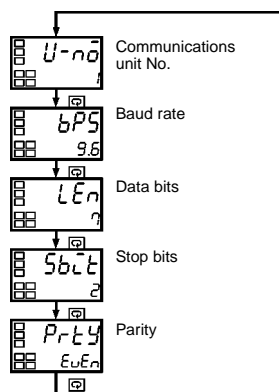 U-no
Communications
unit No.
1
bPS
Baud rate
9.6
LEn
Data bits
7
Sbit
Stop bits
2
PrtY
Parity
EvEn